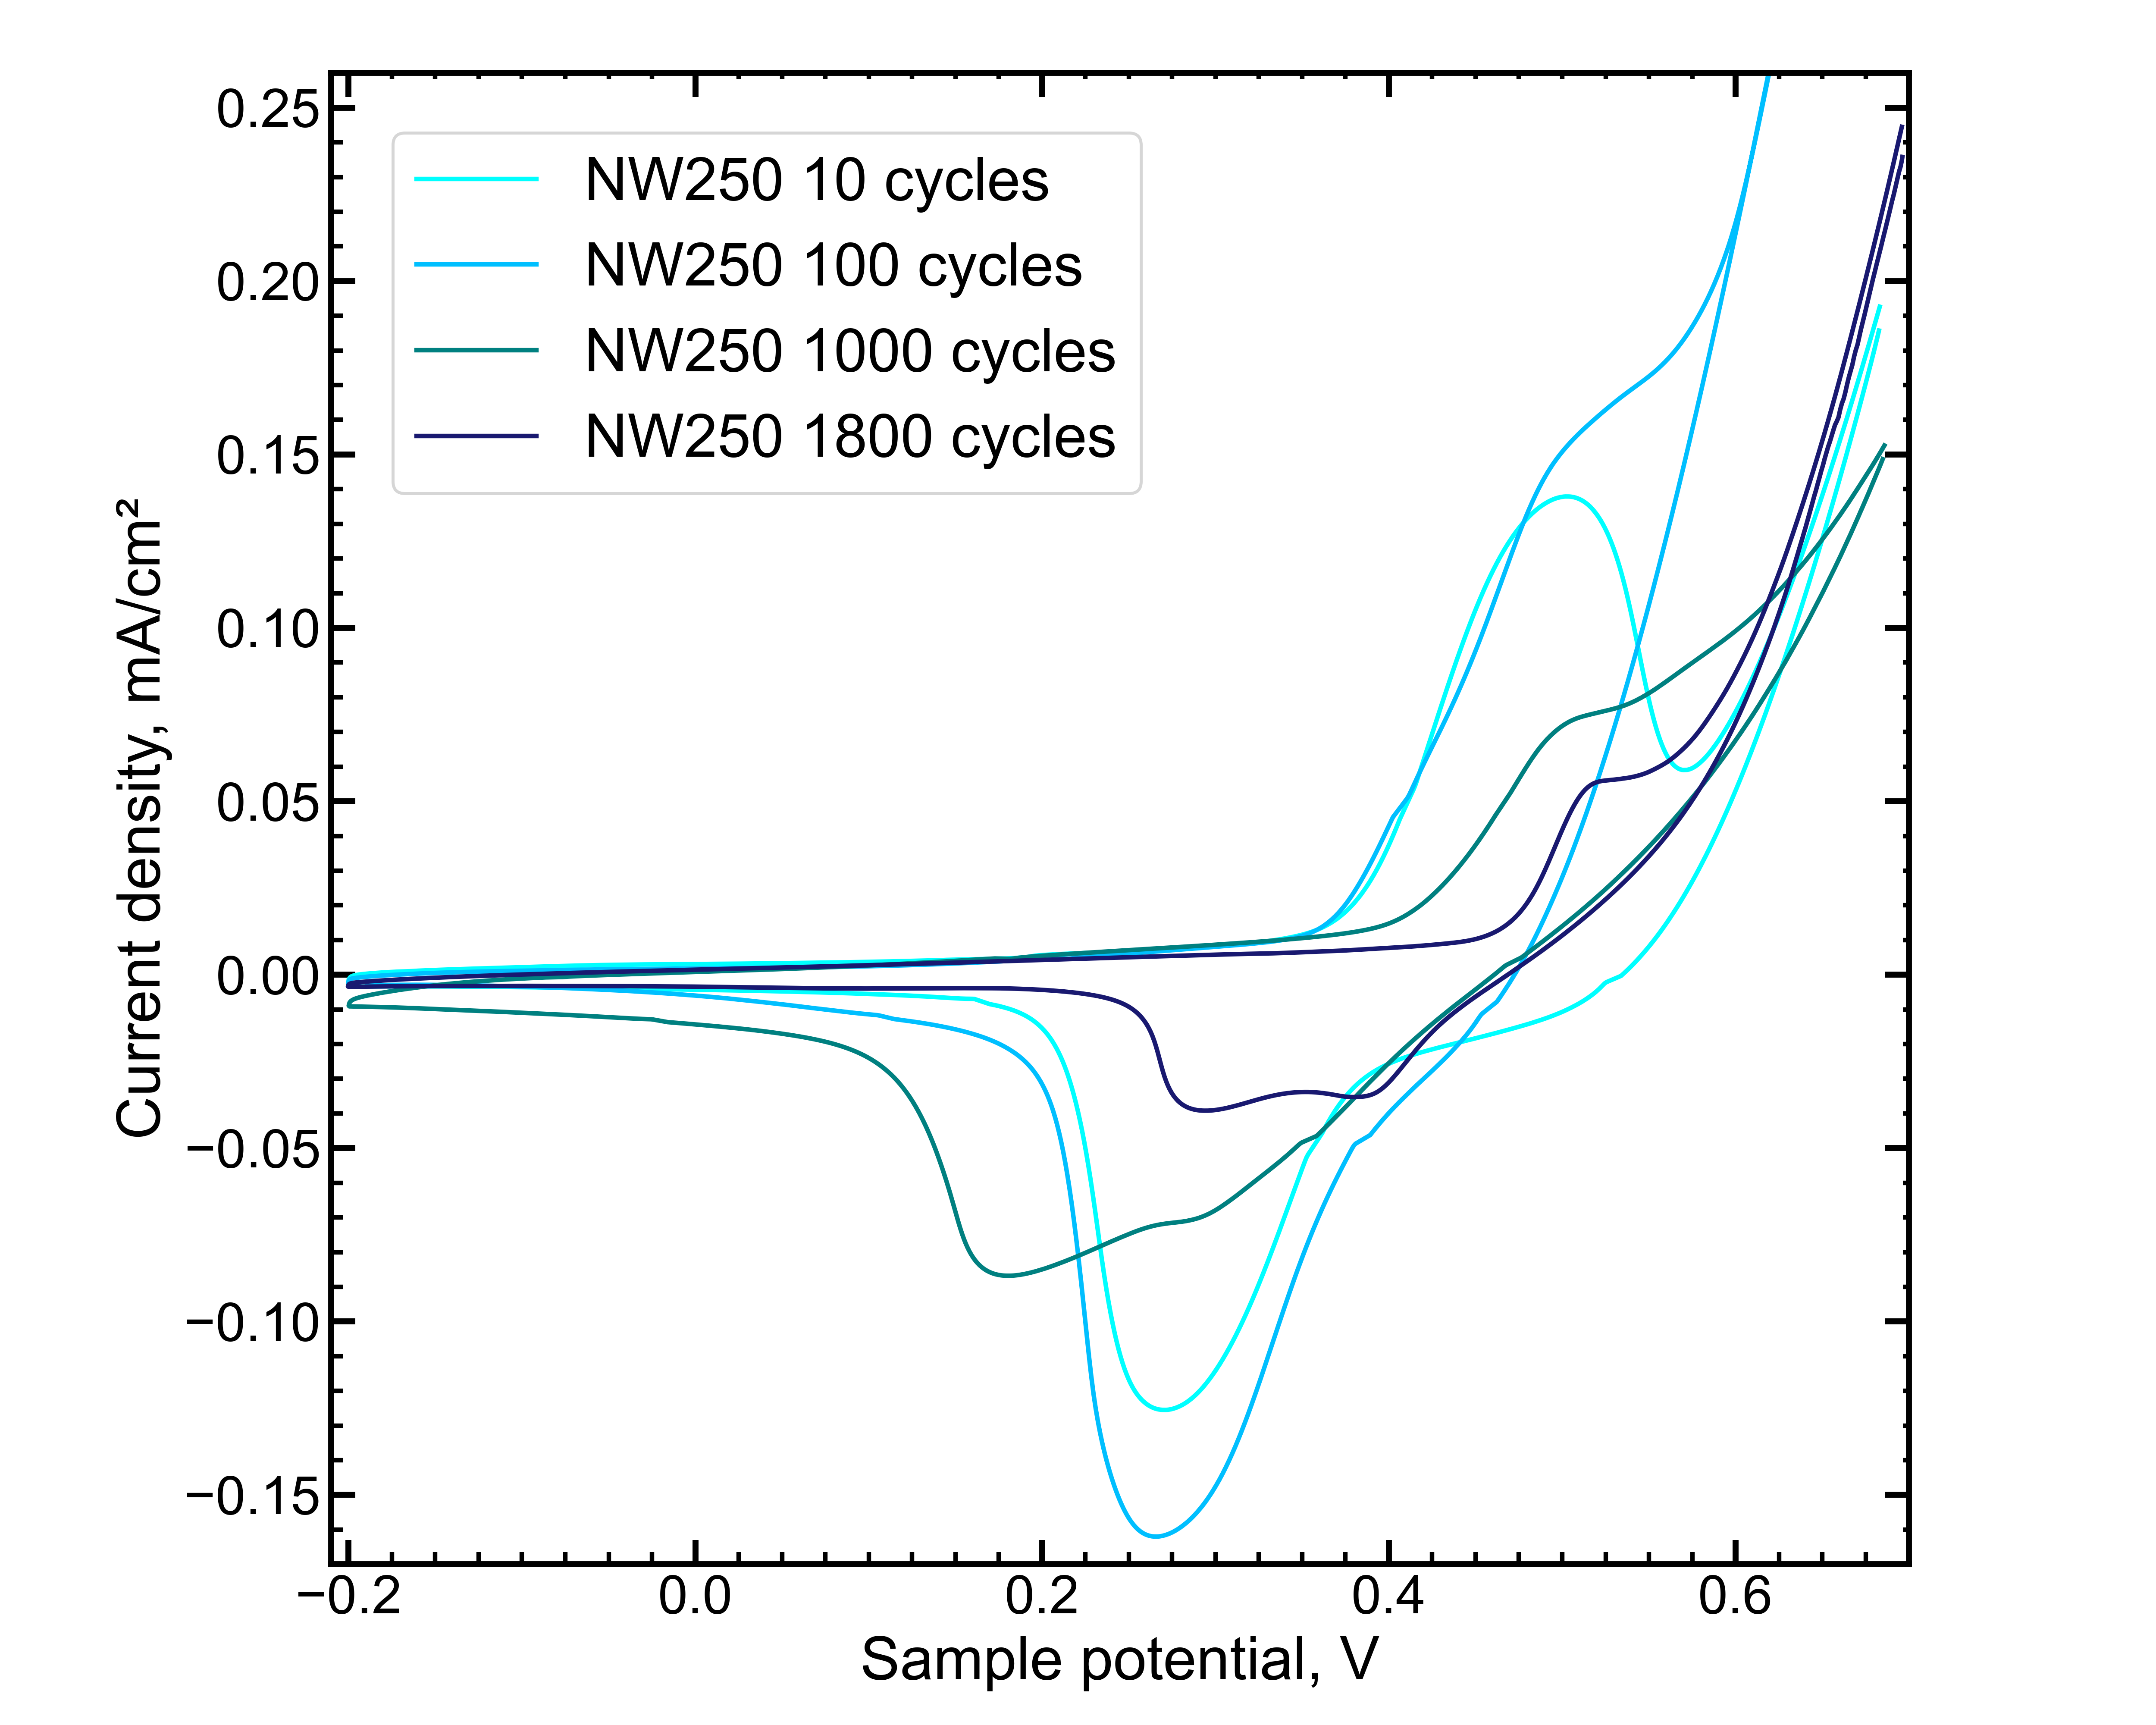 NW250 10 cycles
NW250 100 cycles
NW250 1000 cycles
NW250 1800 cycles
0.25
0.20
0.15
0.10
0.05
0.00
−0.05
−0.10
−0.15
Current density, mA/cm²
−0.2 0.0 0.2 0.4 0.6
Sample potential, V